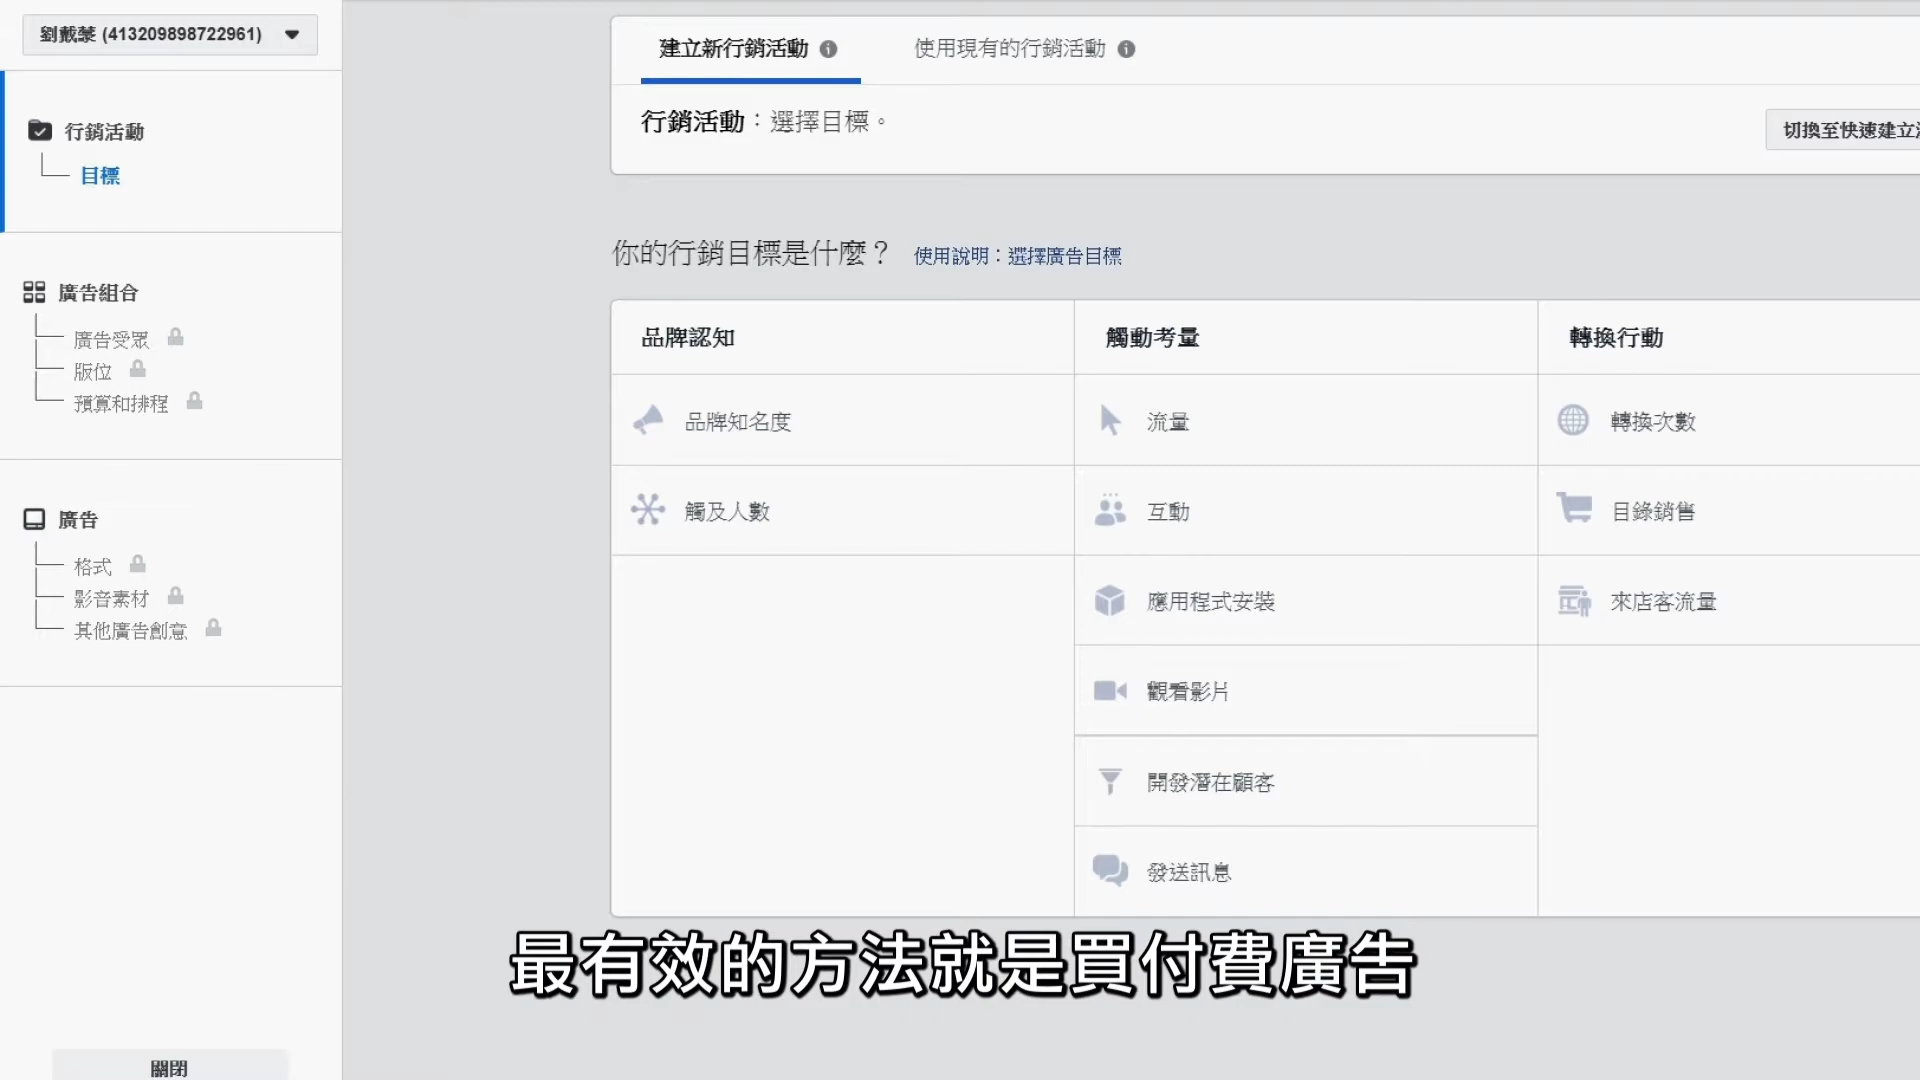 劉戴蒙 (413209898722961)
行銷活動
目標
廣告組合
廣告受眾
版位
預算和排程
廣告
格式
影音素材
其他廣告創意
關閉
建立新行銷活動
使用現有的行銷活動
行銷活動：選擇目標。
切換至快速建立
你的行銷目標是什麼？ 使用說明：選擇廣告目標
品牌認知
品牌知名度
觸及人數
觸動考量
流量
互動
應用程式安裝
觀看影片
開發潛在顧客
發送訊息
轉換行動
轉換次數
目錄銷售
來店客流量
最有效的方法就是買付費廣告